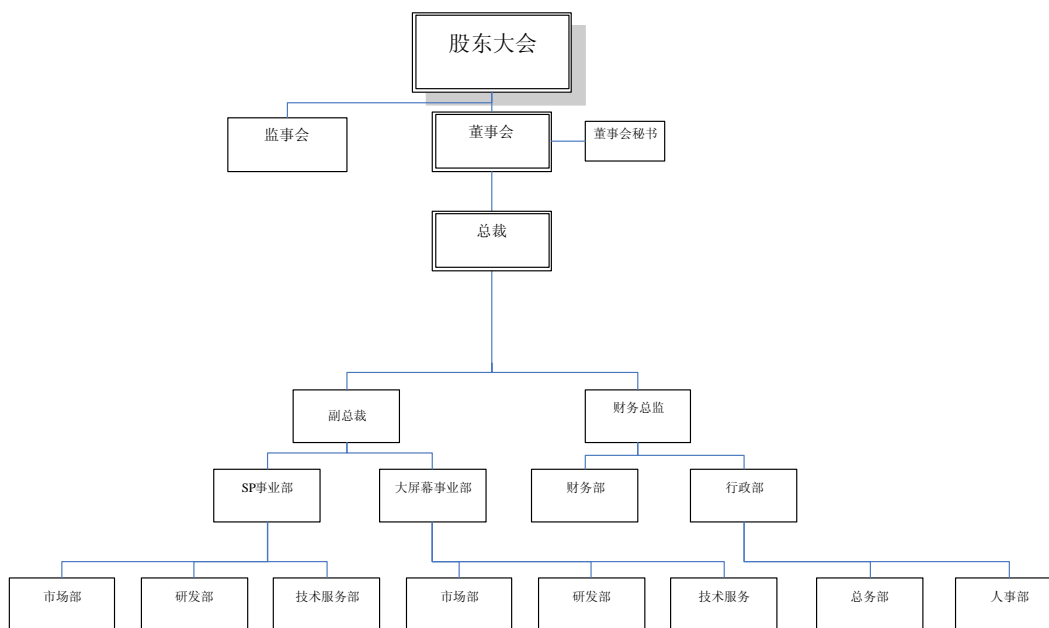 股东大会
监事会
董事会
董事会秘书
总裁
副总裁
财务总监
SP事业部
大屏幕事业部
财务部
行政部
市场部
研发部
技术服务部
市场部
研发部
技术服务
总务部
人事部